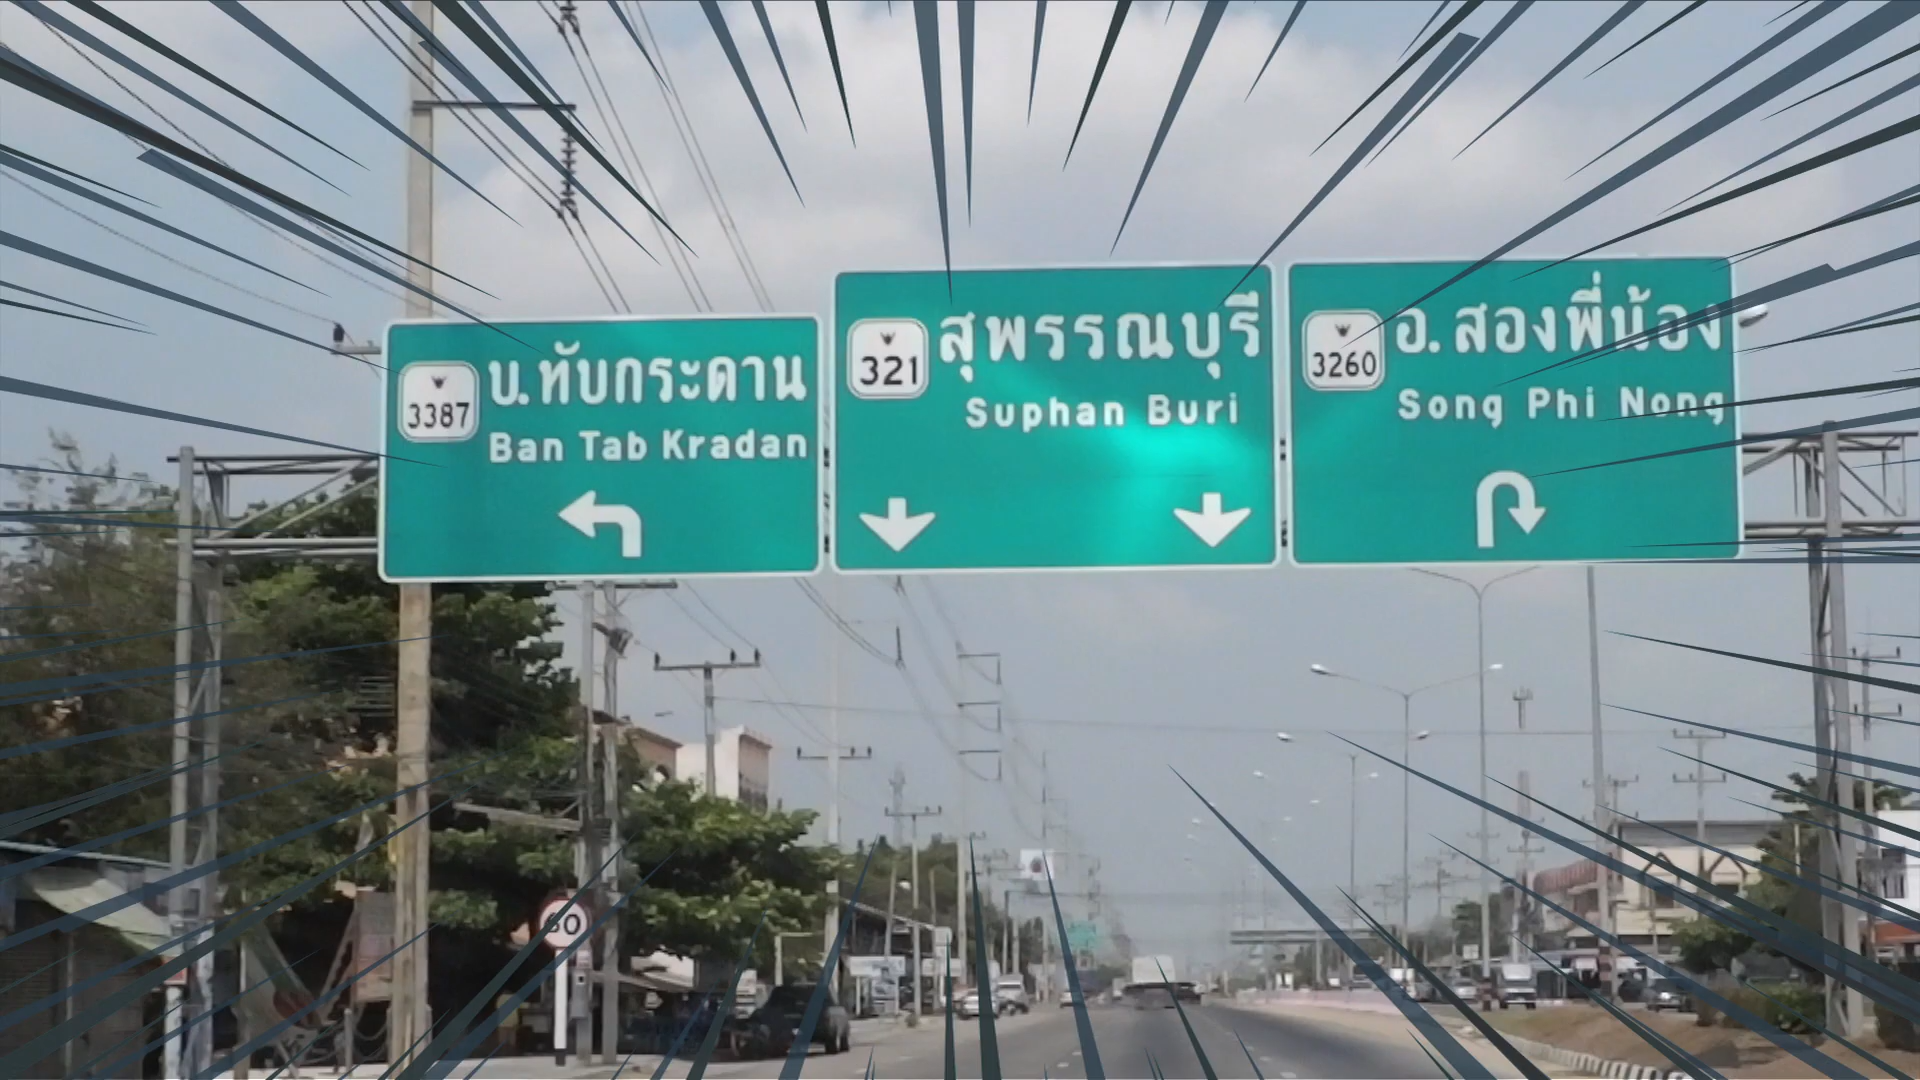 3387
บ.ทับกระดาน
Ban Tab Kradan
321
สุพรรณบุรี
Suphan Buri
3260
อ. สองพี่น้อง
Song Phi Nong
60